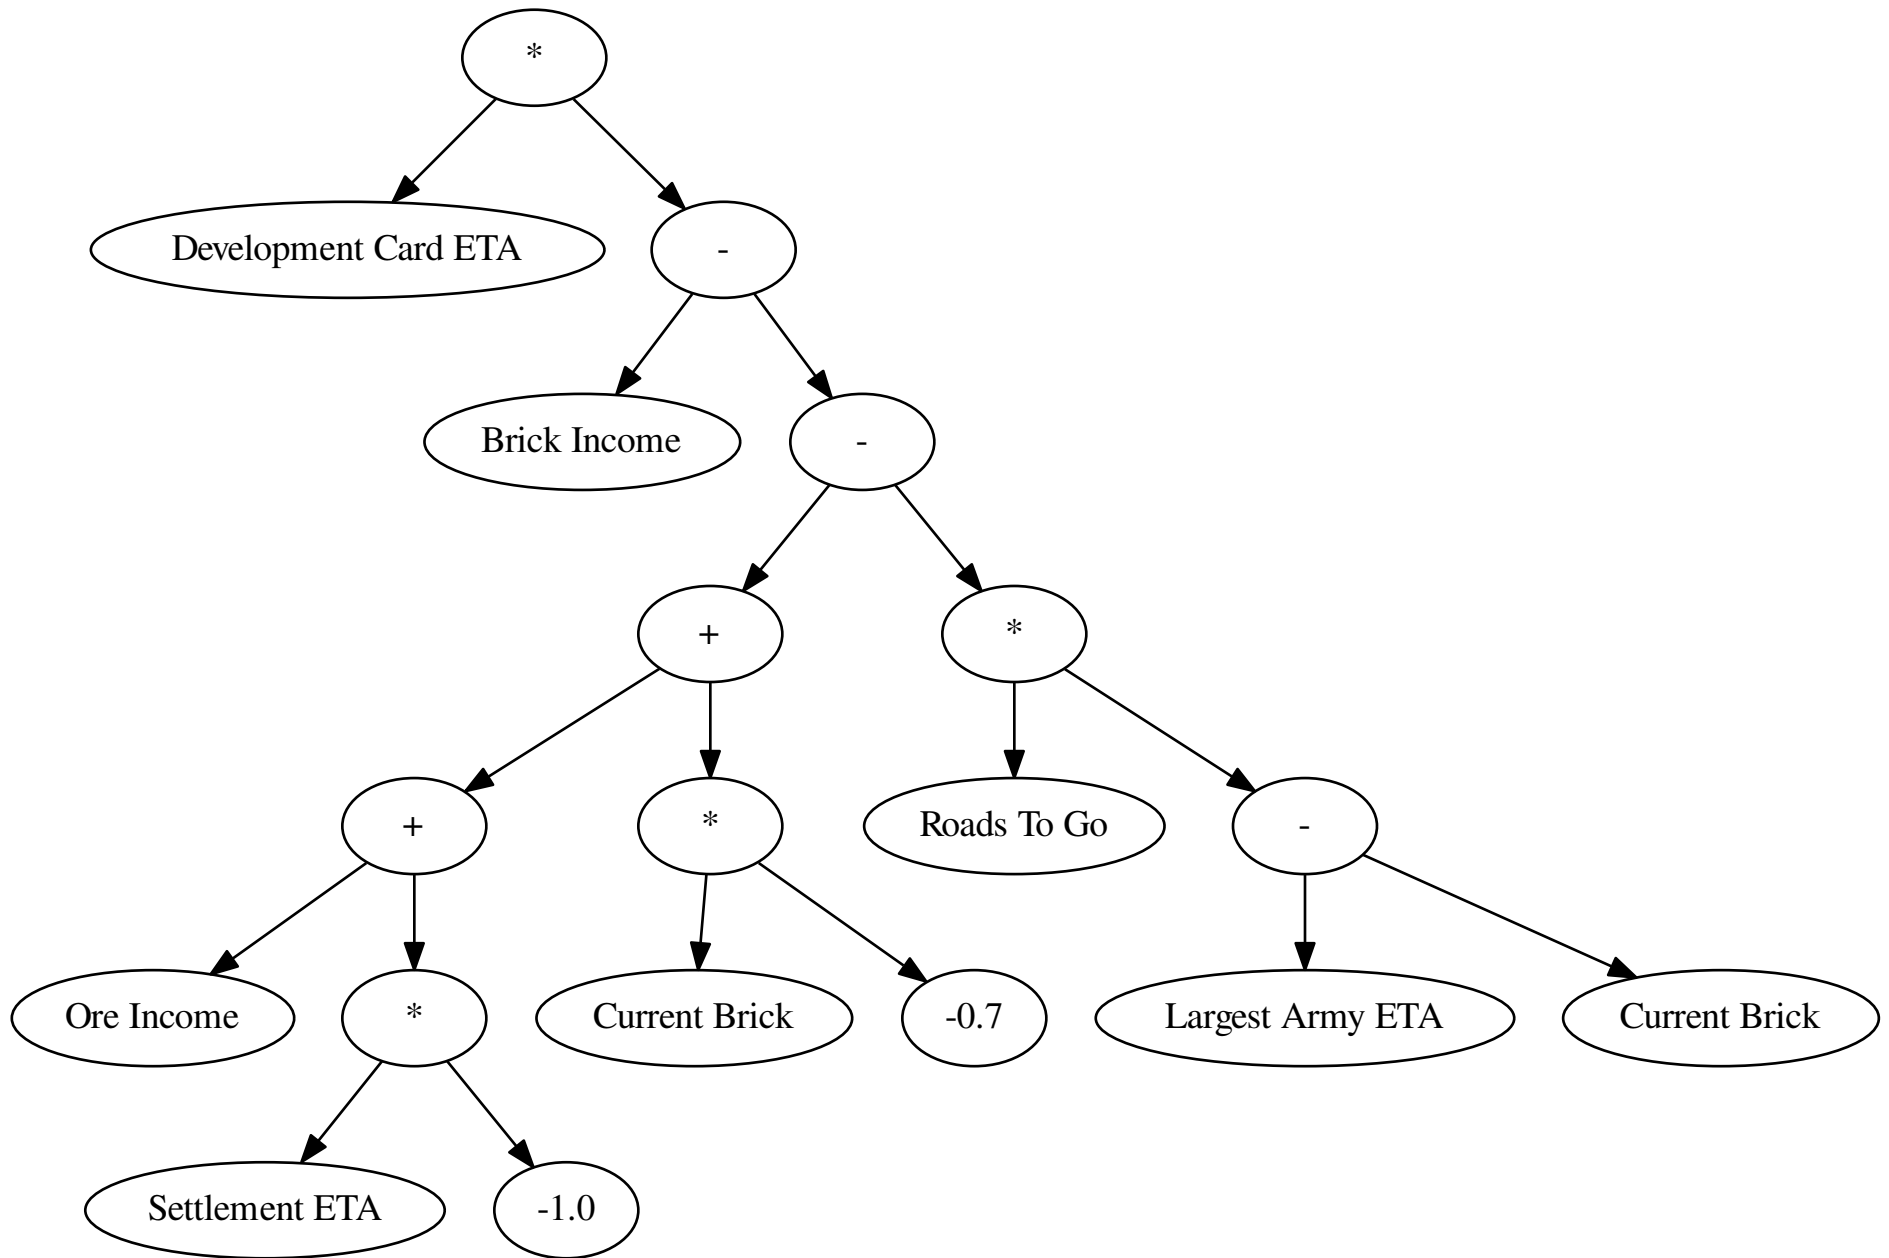 *
Development Card ETA
-
Brick Income
-
+
*
+
*
Roads To Go
-
Ore Income
*
Current Brick
-0.7
Largest Army ETA
Current Brick
Settlement ETA
-1.0